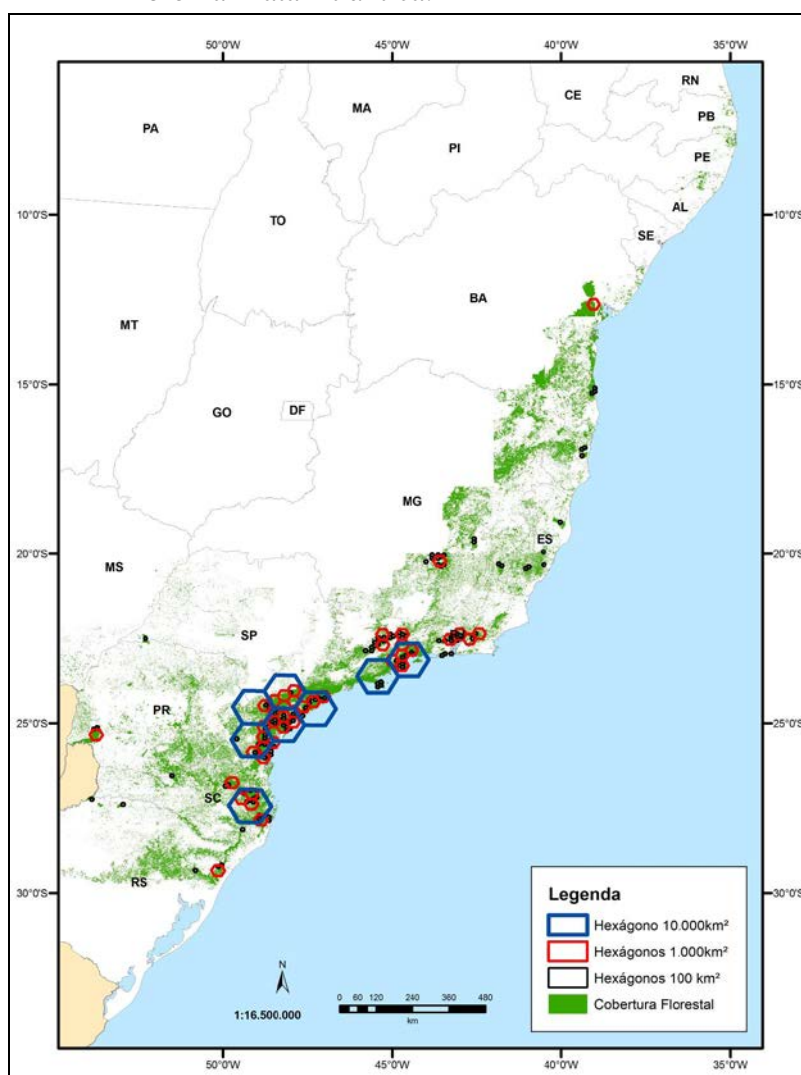 50°0'W 45°0'W 40°0'W 35°0'W
RN
CE
MA
PB
PA
PI
PE
AL
10°0'S 10°0'S
TO
SE
BA
MT
15°0'S 15°0'S
GO
DF
MG
ES
20°0'S 20°0'S
MS
SP
PR
25°0'S 25°0'S
SC
RS
30°0'S 30°0'S
Legenda
Hexágono 10.000km²
Hexágonos 1.000km²
Hexágonos 100 km²
Cobertura Florestal
N
1:16.500.000
0 60 120 240 360 480
km
50°0'W 45°0'W 40°0'W 35°0'W